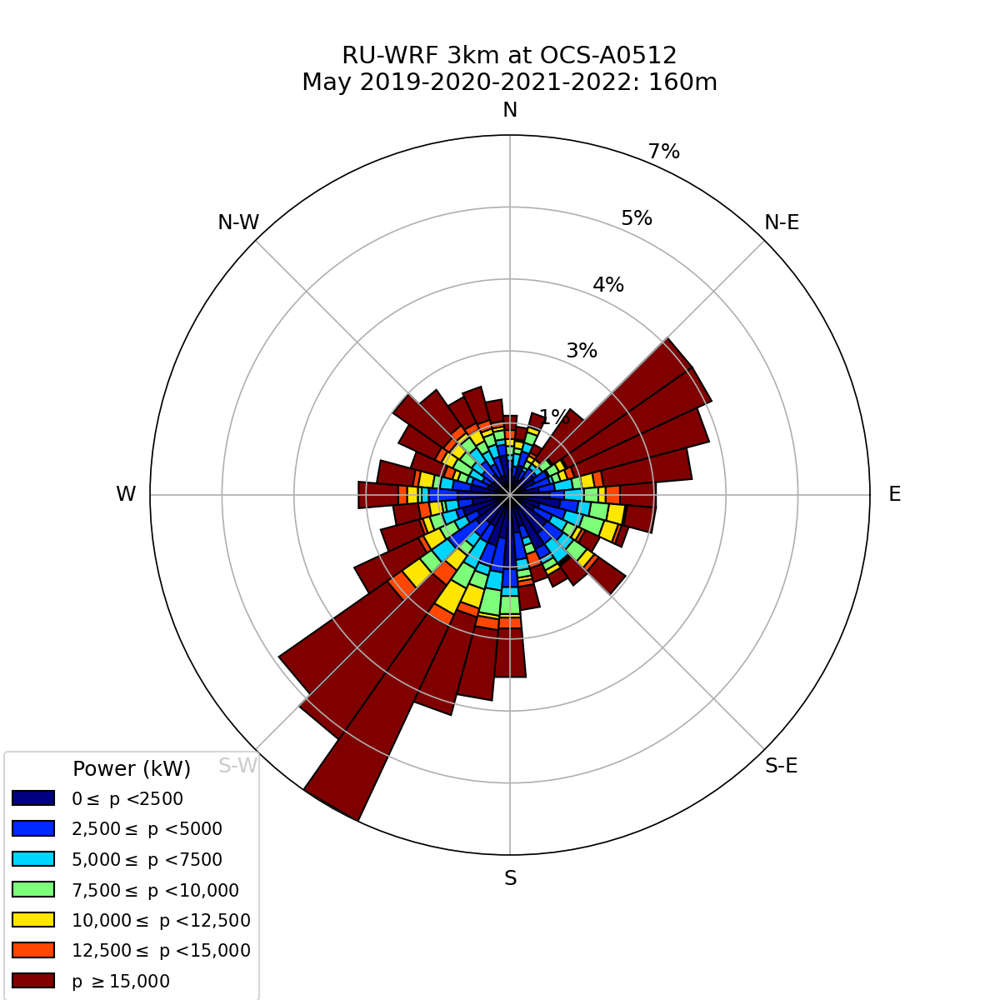 RU-WRF 3km at OCS-A0512
May 2019-2020-2021-2022: 160m
N
7%
N-W
5%
N-E
4%
3%
1%
W
E
S-W
S-E
S
Power (kW)
0≤ p <2500
2,500≤ p <5000
5,000≤ p <7500
7,500≤ p <10,000
10,000≤ p <12,500
12,500≤ p <15,000
p ≥15,000